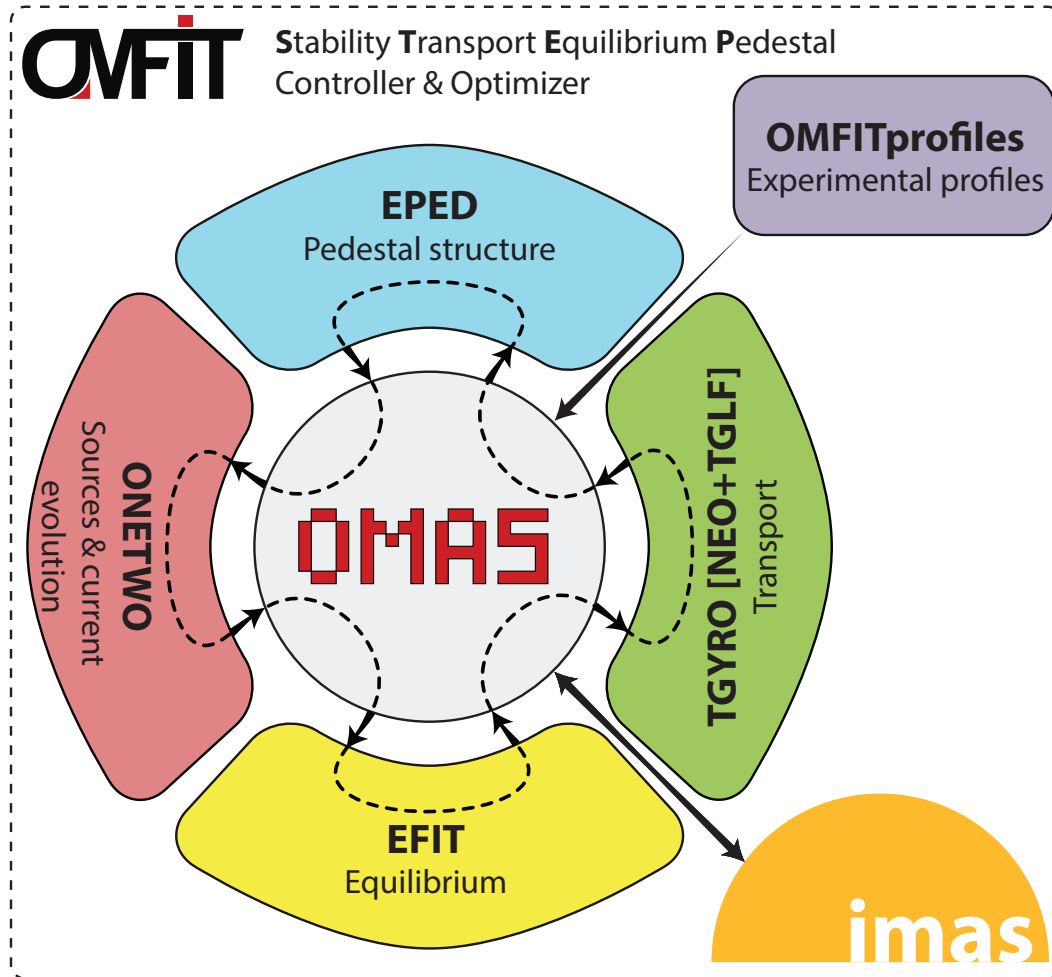 OMFIT
Stability Transport Equilibrium Pedestal
Controller & Optimizer
OMFITprofiles
Experimental profiles
EPED
Pedestal structure
ONETWO
Sources & current
evolution
OMAS
TGYRO [NEO+TGLF]
Transport
EFIT
Equilibrium
imas